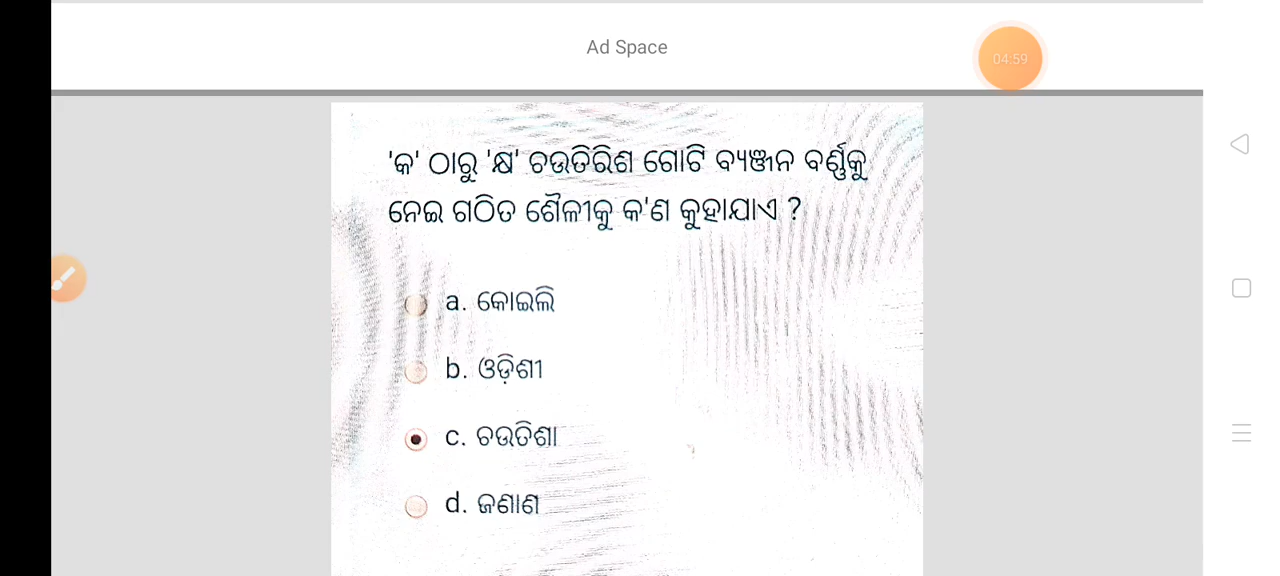 Ad Space
04:59
'କ' ଠାରୁ 'କ୍ଷ' ଚଉତିରିଶ ଗୋଟି ବ୍ୟଞ୍ଜନ ବର୍ଣ୍ଣକୁ
ନେଇ ଗଠିତ ଶୈଳୀକୁ କ'ଣ କୁହାଯାଏ ?
a. କୋଇଲି
b. ଓଡ଼ିଶୀ
c. ଚଉତିଶା
d. ଜଣାଣ